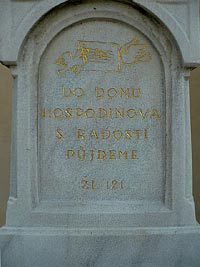 DO DOMU
HOSPODINOVA
S RADOSTÍ
PŮJDEME
ŽL. 121